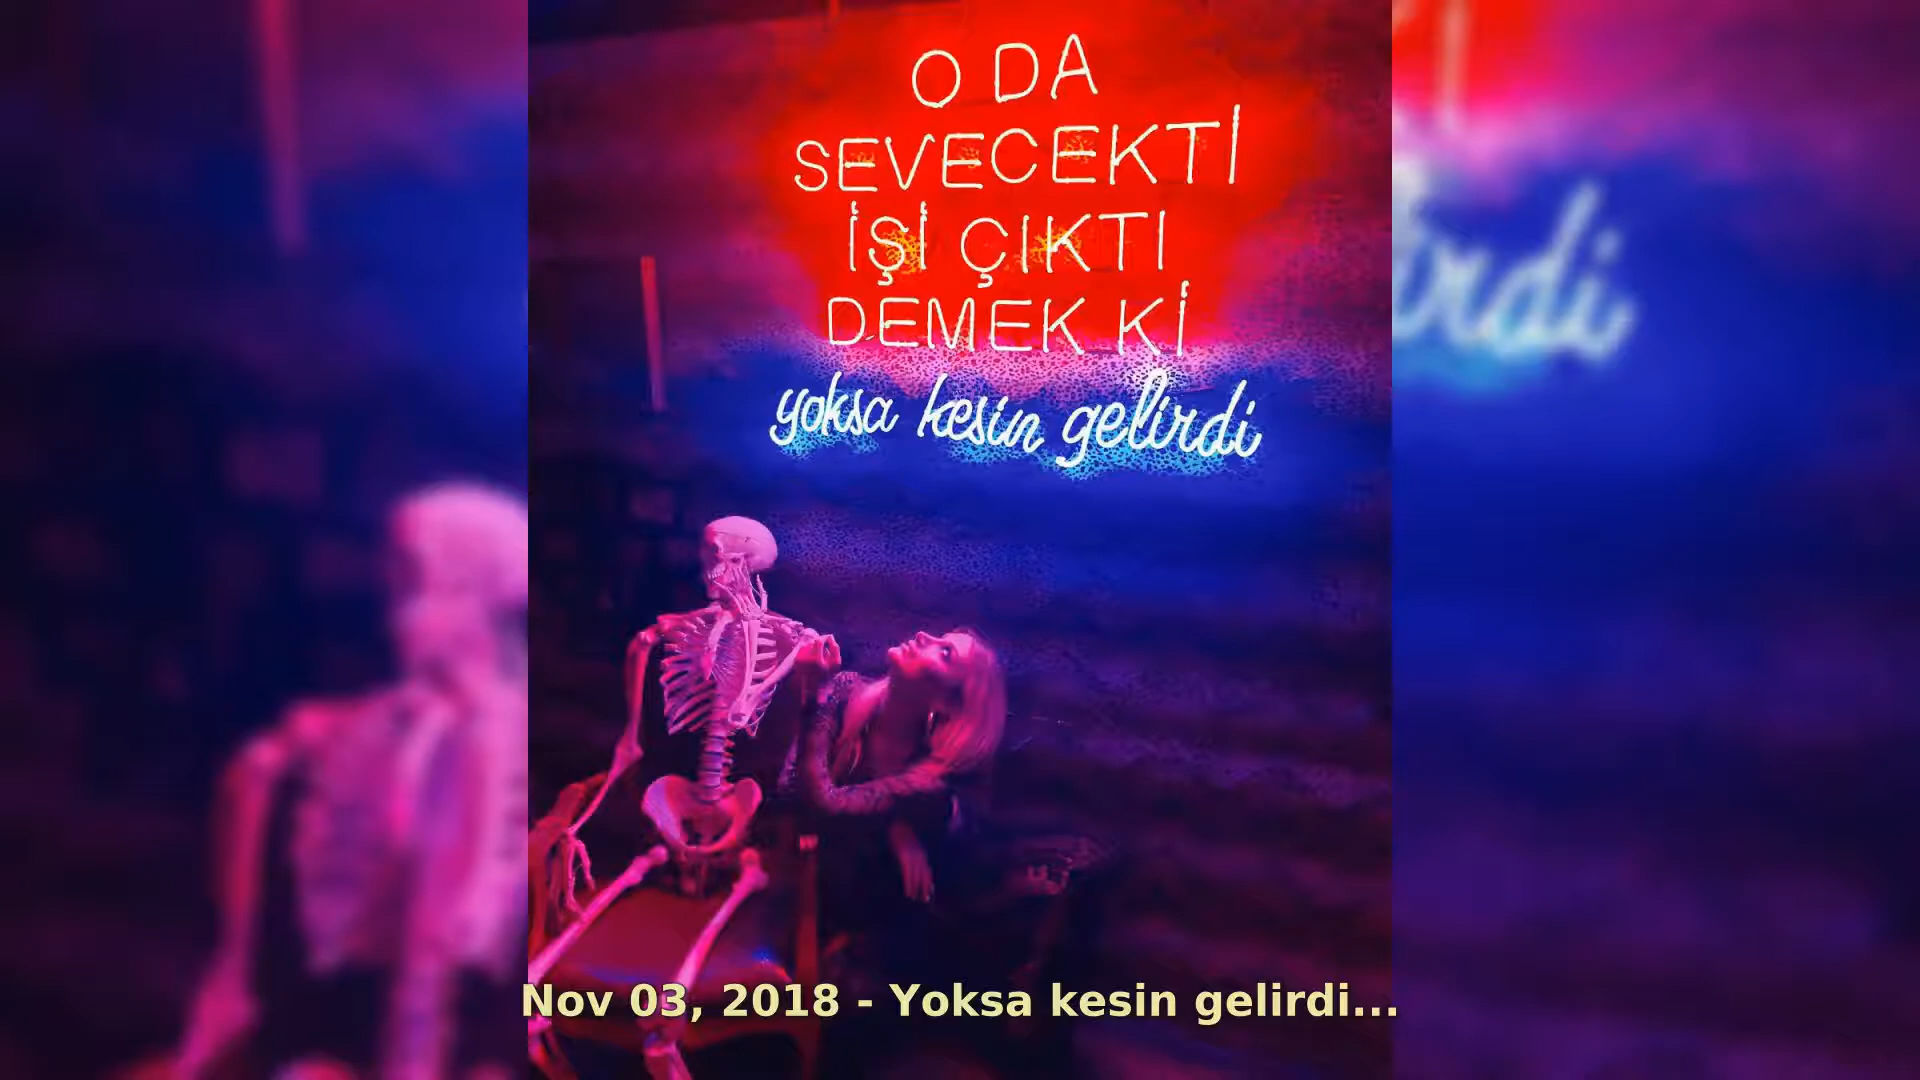 O DA
SEVECEKTİ
İŞİ ÇIKTI
DEMEK Kİ
yoksa kesin gelirdi
Nov 03, 2018 - Yoksa kesin gelirdi...